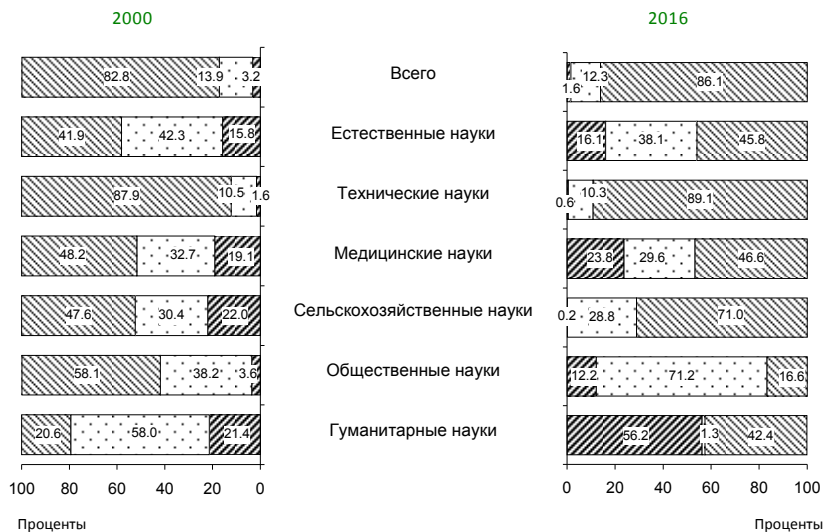 2000 2016
82.8 13.9 3.2 Всего 1.6 12.3 86.1
41.9 42.3 15.8 Естественные науки 16.1 38.1 45.8
87.9 10.5 1.6 Технические науки 0.6 10.3 89.1
48.2 32.7 19.1 Медицинские науки 23.8 29.6 46.6
47.6 30.4 22.0 Сельскохозяйственные науки 0.2 28.8 71.0
58.1 38.2 3.6 Общественные науки 12.2 71.2 16.6
20.6 58.0 21.4 Гуманитарные науки 56.2 1.3 42.4
100 80 60 40 20 0 0 20 40 60 80 100
Проценты Проценты